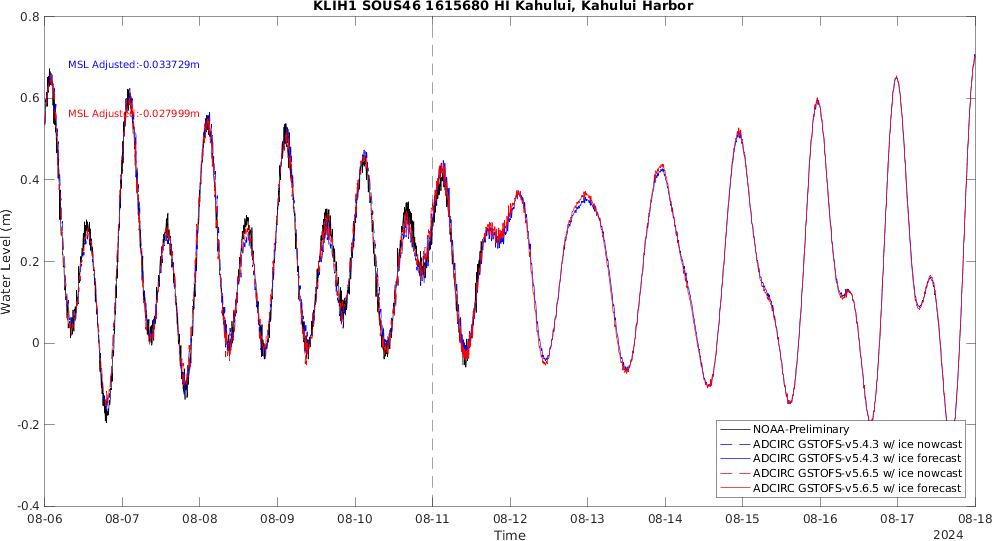 KLIH1 SOUS46 1615680 HI Kahului, Kahului Harbor
0.8
0.6
0.4
0.2
0
-0.2
-0.4
Water Level (m)
MSL Adjusted:-0.033729m
MSL Adjusted:-0.027999m
NOAA-Preliminary
ADCIRC GSTOFS-v5.4.3 w/ ice nowcast
ADCIRC GSTOFS-v5.4.3 w/ ice forecast
ADCIRC GSTOFS-v5.6.5 w/ ice nowcast
ADCIRC GSTOFS-v5.6.5 w/ ice forecast
08-06 08-07 08-08 08-09 08-10 08-11 08-12 08-13 08-14 08-15 08-16 08-17 08-18
Time
2024